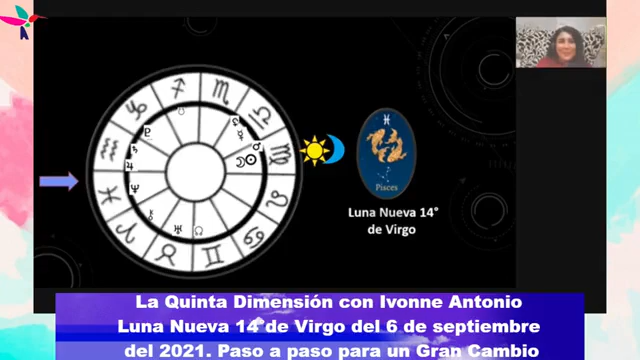 Pisces
Luna Nueva 14°
de Virgo
La Quinta Dimensión con Ivonne Antonio
Luna Nueva 14 de Virgo del 6 de septiembre
del 2021. Paso a paso para un Gran Cambio